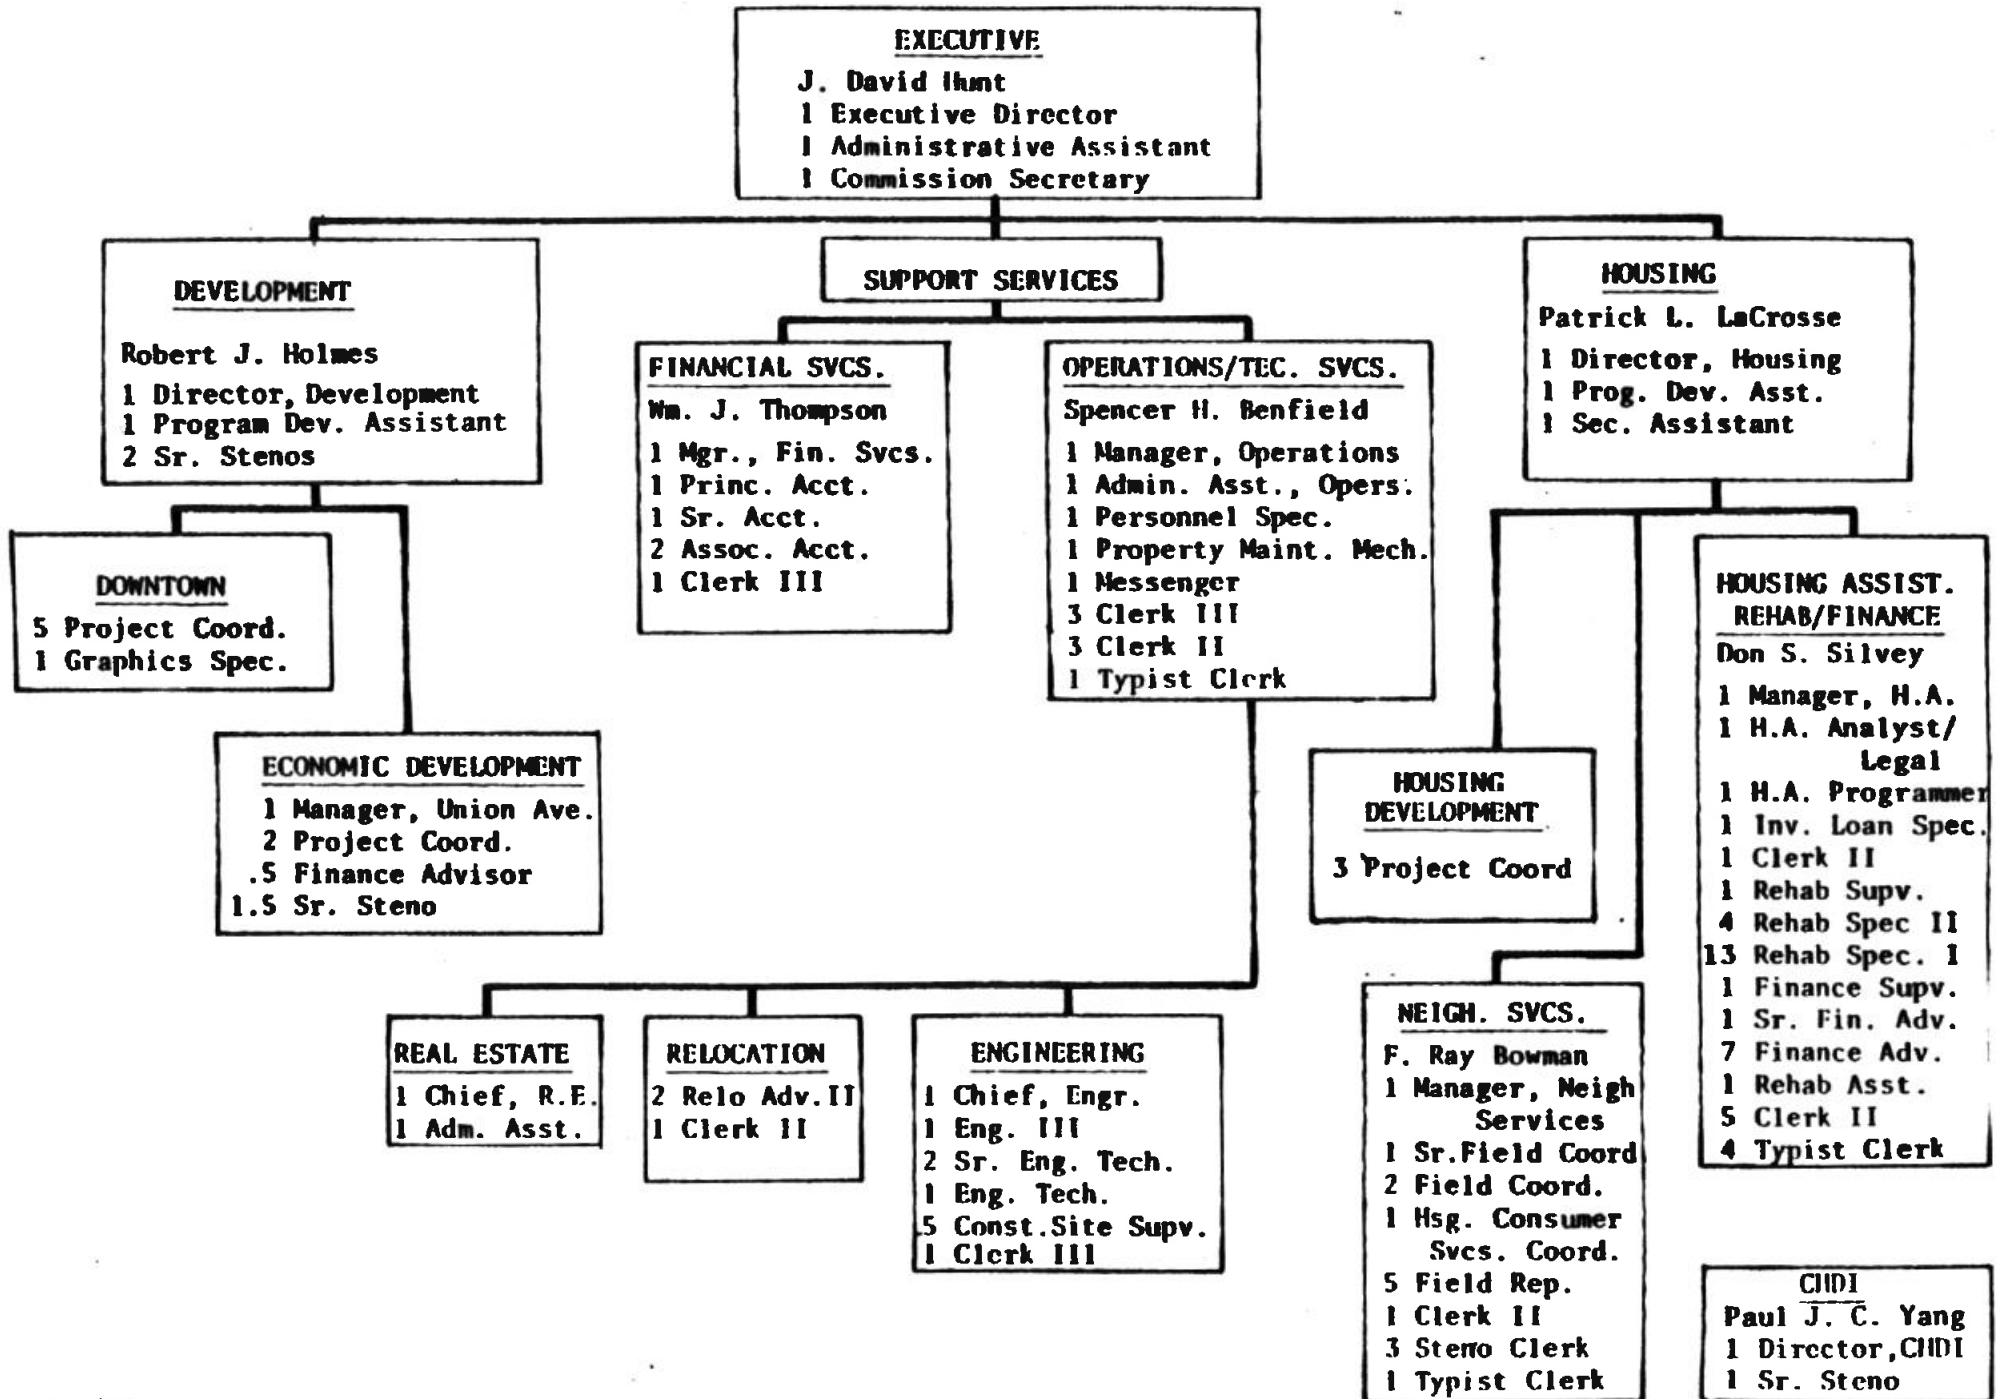 EXECUTIVE
J. David Hunt
1 Executive Director
1 Administrative Assistant
1 Commission Secretary
DEVELOPMENT
Robert J. Holmes
1 Director, Development
1 Program Dev. Assistant
2 Sr. Stenos
SUPPORT SERVICES
HOUSING
Patrick L. LaCrosse
1 Director, Housing
1 Prog. Dev. Asst.
1 Sec. Assistant
FINANCIAL SVCS.
Wm. J. Thompson
1 Mgr., Fin. Svcs.
1 Princ. Acct.
1 Sr. Acct.
2 Assoc. Acct.
1 Clerk III
OPERATIONS/TEC. SVCS.
Spencer H. Benfield
1 Manager, Operations
1 Admin. Asst., Opers.
1 Personnel Spec.
1 Property Maint. Mech.
1 Messenger
3 Clerk III
3 Clerk II
1 Typist Clerk
DOWNTOWN
5 Project Coord.
1 Graphics Spec.
ECONOMIC DEVELOPMENT
1 Manager, Union Ave.
2 Project Coord.
.5 Finance Advisor
1.5 Sr. Steno
HOUSING
DEVELOPMENT
3 Project Coord
HOUSING ASSIST.
REHAB/FINANCE
Don S. Silvey
1 Manager, H.A.
1 H.A. Analyst/
Legal
1 H.A. Programmer
1 Inv. Loan Spec.
1 Clerk II
1 Rehab Supv.
4 Rehab Spec II
13 Rehab Spec. I
1 Finance Supv.
1 Sr. Fin. Adv.
7 Finance Adv.
1 Rehab Asst.
5 Clerk II
4 Typist Clerk
REAL ESTATE
1 Chief, R.E.
1 Adm. Asst.
RELOCATION
2 Relo Adv.II
1 Clerk II
ENGINEERING
1 Chief, Engr.
1 Eng. III
2 Sr. Eng. Tech.
1 Eng. Tech.
.5 Const.Site Supv.
1 Clerk III
NEIGH. SVCS.
F. Ray Bowman
1 Manager, Neigh
Services
1 Sr.Field Coord
2 Field Coord.
1 Hsg. Consumer
Svcs. Coord.
5 Field Rep.
1 Clerk II
3 Steno Clerk
1 Typist Clerk
CHDI
Paul J. C. Yang
1 Director,CHDI
1 Sr. Steno